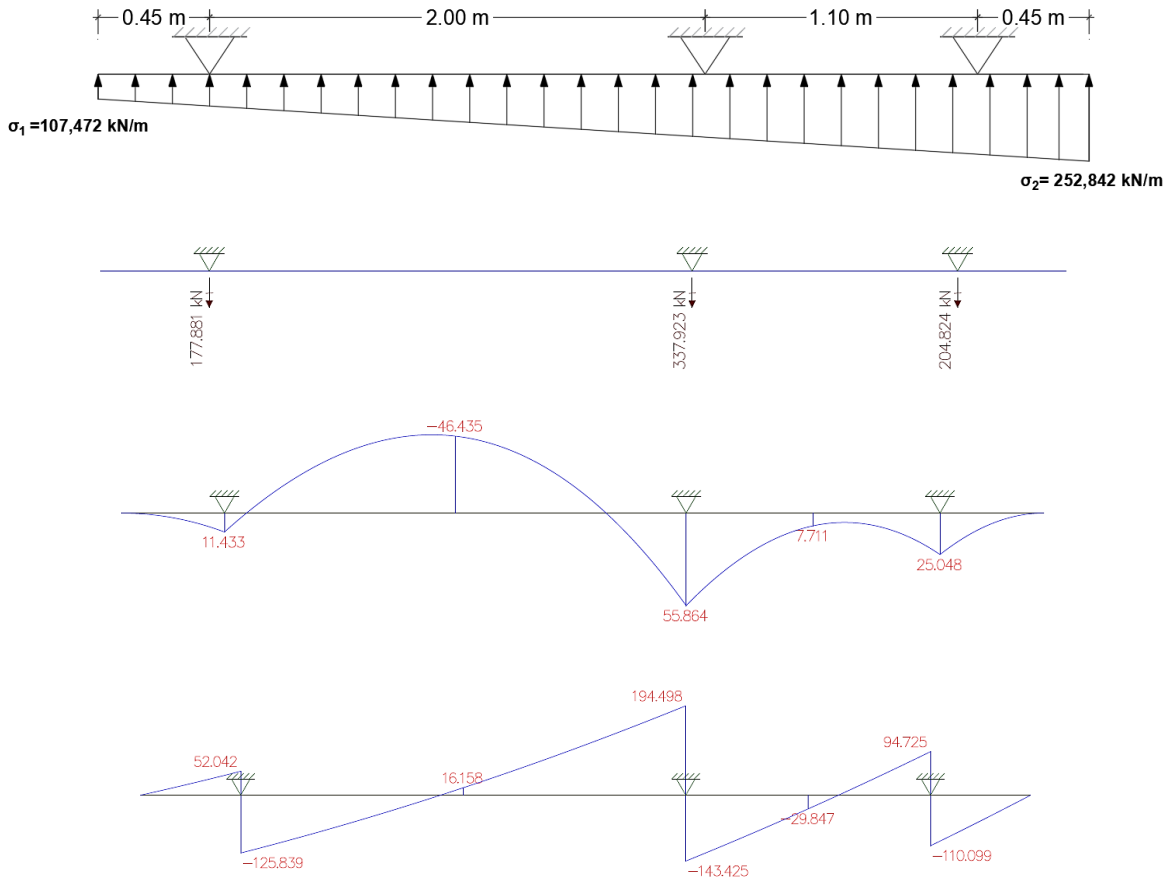 0.45 m
2.00 m
1.10 m
0.45 m
σ1 =107,472 kN/m
σ2= 252,842 kN/m
177.881 kN
337.923 kN
204.824 kN
−46.435
11.433
7.711
25.048
55.864
194.498
94.725
52.042
16.158
−29.847
−125.839
−143.425
−110.099